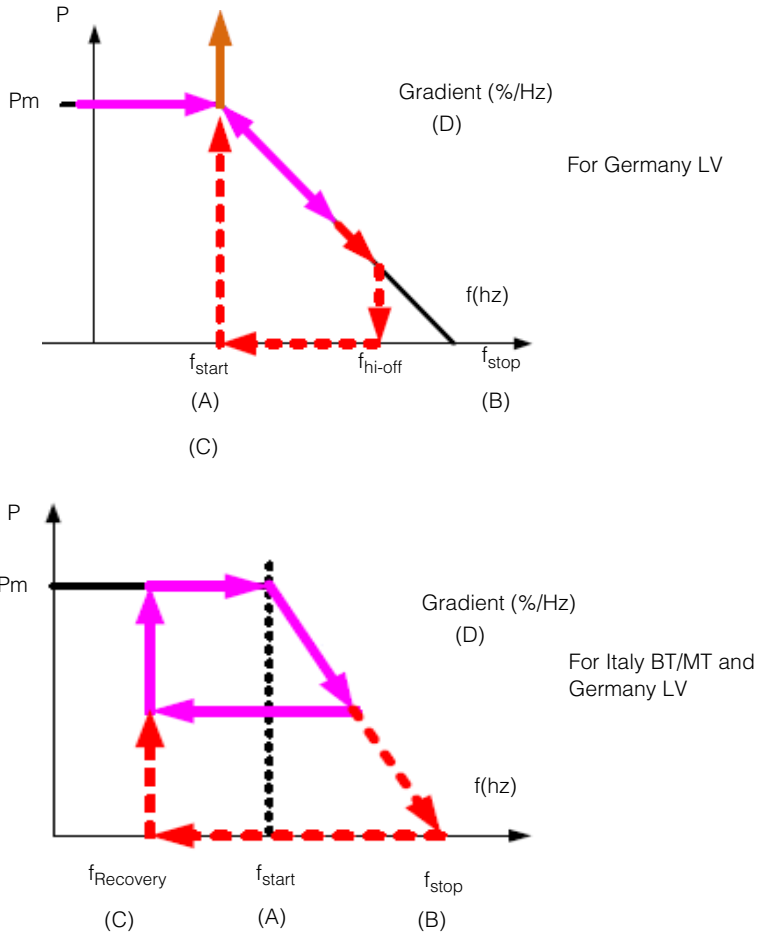 P
Pm
Gradient (%/Hz)
(D)
For Germany LV
f(hz)
fstart
fhi-off
fstop
(A)
(B)
(C)
P
Pm
Gradient (%/Hz)
(D)
For Italy BT/MT and
Germany LV
f(hz)
fRecovery
fstart
fstop
(C)
(A)
(B)